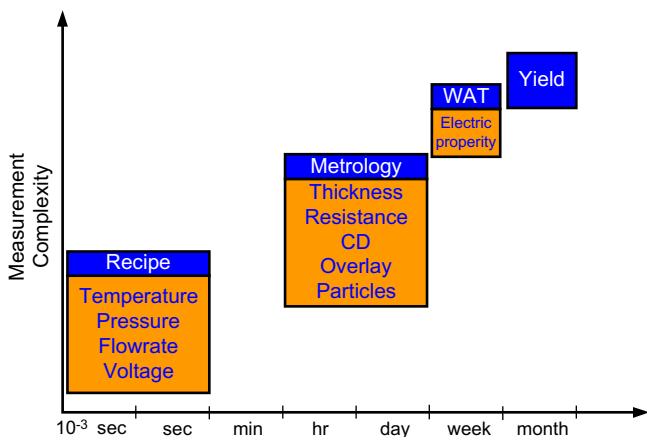 Measurement
Complexity
Yield
WAT
Electric
properity
Metrology
Thickness
Resistance
CD
Overlay
Particles
Recipe
Temperature
Pressure
Flowrate
Voltage
10⁻³ sec sec min hr day week month